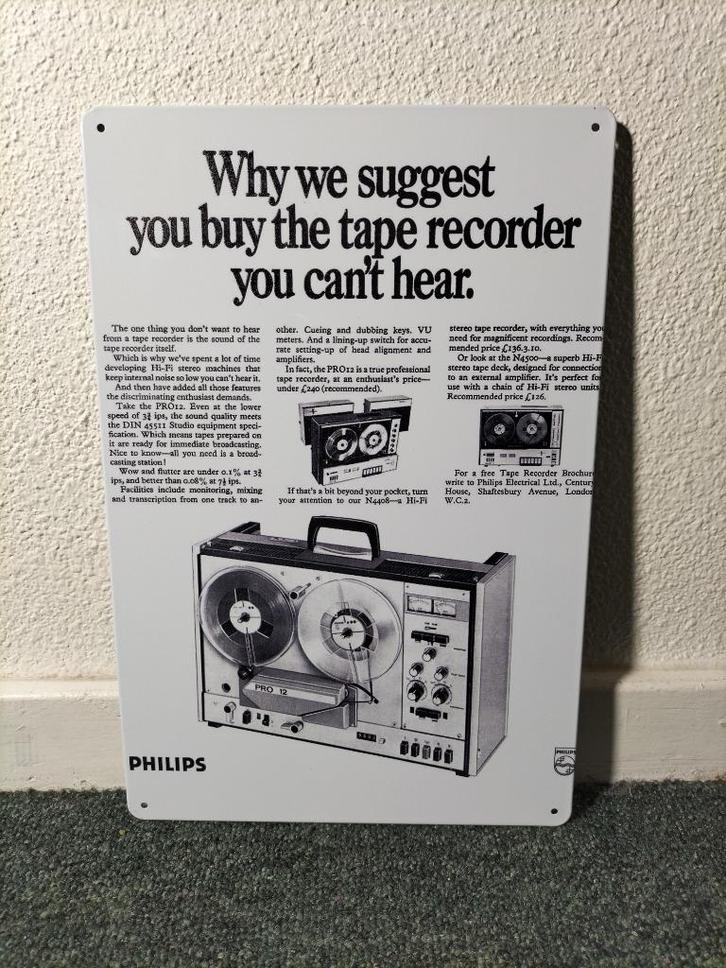 Why we suggest
you buy the tape recorder
you can't hear.
The one thing you don't want to hear
from a tape recorder is the sound of the
tape recorder itself.
Which is why we've spent a lot of time
developing Hi-Fi stereo machines that
keep internal noise so low you can't hear it.
And then have added all those features
the discriminating enthusiast demands.
Take the PRO12. Even at the lower
speed of 3¾ ips, the sound quality meets
the DIN 45511 Studio equipment speci-
fication. Which means tapes prepared on
it are ready for immediate broadcasting.
Nice to know—all you need is a broad-
casting station!
Wow and flutter are under 0.1% at 3¾
ips, and better than 0.08% at 7½ ips.
Facilities include monitoring, mixing
and transcription from one track to an-
other. Cueing and dubbing keys. VU
meters. And a lining-up switch for accu-
rate setting-up of head alignment and
amplifiers.
In fact, the PRO12 is a true professional
tape recorder, at an enthusiast's price—
under £240 (recommended).
If that's a bit beyond your pocket, turn
your attention to our N4408—a Hi-Fi
stereo tape recorder, with everything you
need for magnificent recordings. Recom
mended price £136.3.10.
Or look at the N4500—a superb Hi-F
stereo tape deck, designed for connection
to an external amplifier. It's perfect fo
use with a chain of Hi-Fi stereo units
Recommended price £126.
For a free Tape Recorder Brochur
write to Philips Electrical Ltd., Century
House, Shaftesbury Avenue, London
W.C.2.
PRO 12
PHILIPS
PHILIPS